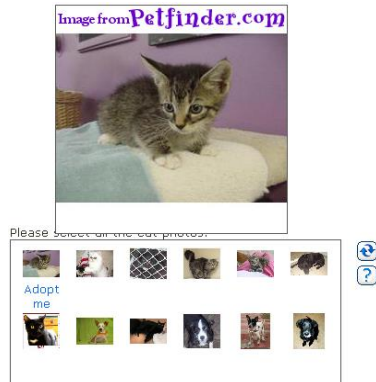 Image from Petfinder.com
Please select all the cat photos:
Adopt
me
?